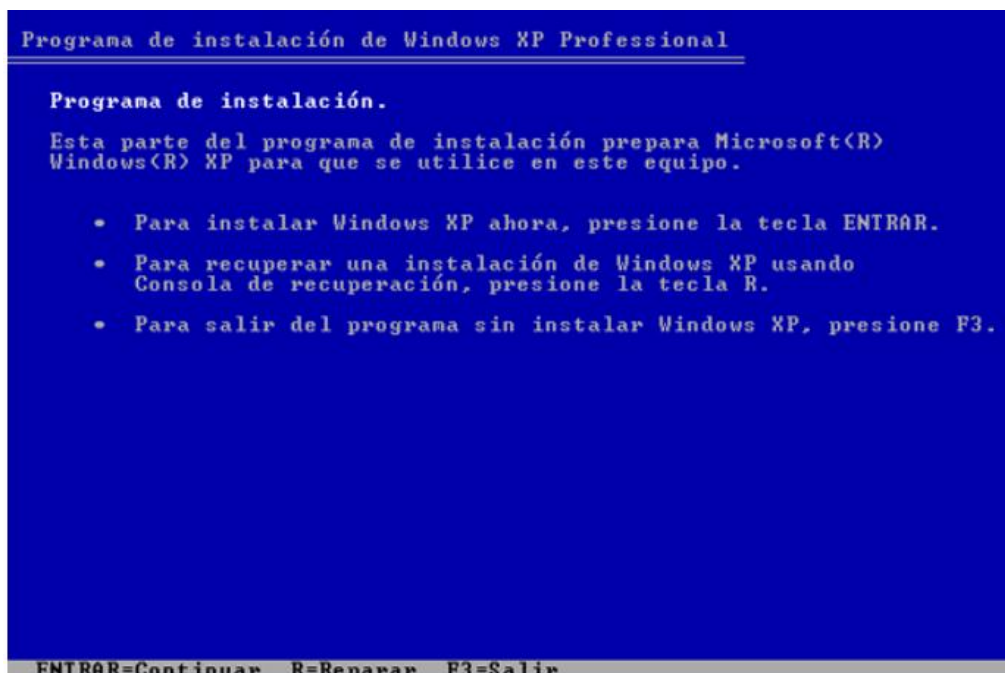 Programa de instalación de Windows XP Professional
Programa de instalación.
Esta parte del programa de instalación prepara Microsoft(R)
Windows(R) XP para que se utilice en este equipo.
• Para instalar Windows XP ahora, presione la tecla ENTRAR.
• Para recuperar una instalación de Windows XP usando
Consola de recuperación, presione la tecla R.
• Para salir del programa sin instalar Windows XP, presione F3.
ENTRAR=Continuar R=Reparar F3=Salir